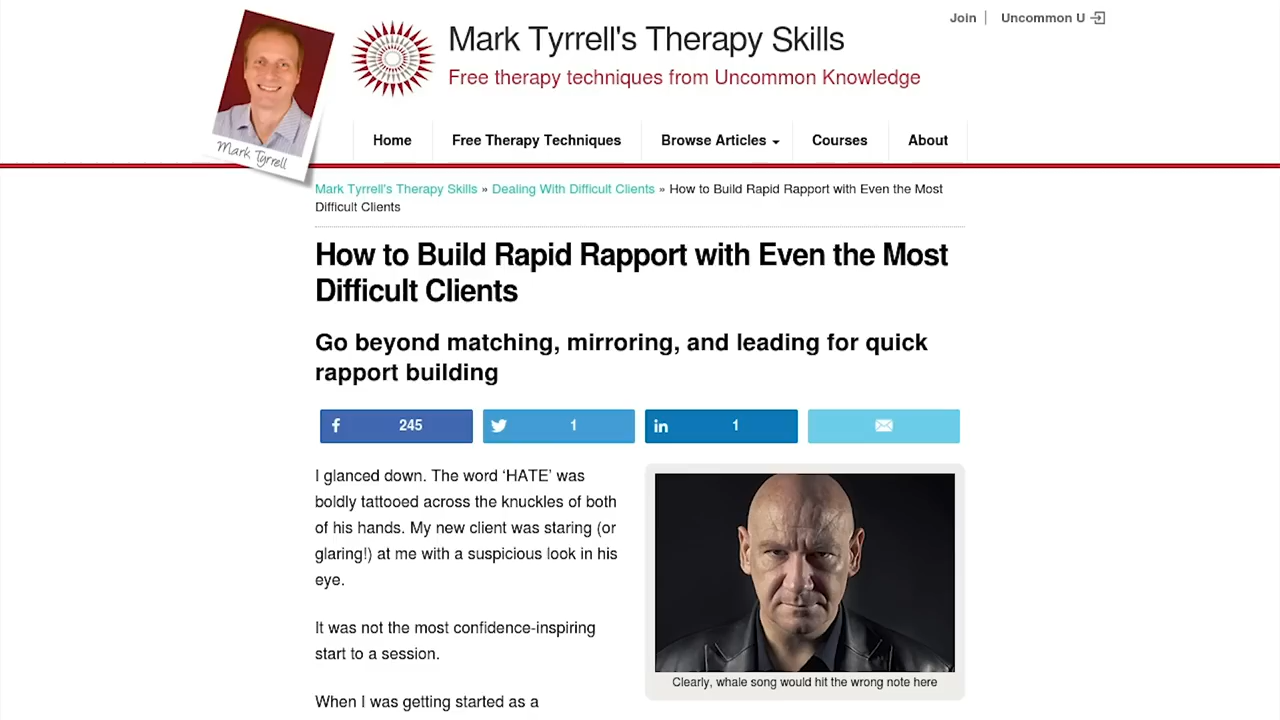 Join
Uncommon U
Mark Tyrrell's Therapy Skills
Free therapy techniques from Uncommon Knowledge
Mark Tyrrell
Home
Free Therapy Techniques
Browse Articles
Courses
About
Mark Tyrrell's Therapy Skills » Dealing With Difficult Clients » How to Build Rapid Rapport with Even the Most
Difficult Clients
How to Build Rapid Rapport with Even the Most
Difficult Clients
Go beyond matching, mirroring, and leading for quick
rapport building
245
1
in 1
I glanced down. The word ‘HATE’ was
boldly tattooed across the knuckles of both
of his hands. My new client was staring (or
glaring!) at me with a suspicious look in his
eye.
It was not the most confidence-inspiring
start to a session.
When I was getting started as a
Clearly, whale song would hit the wrong note here